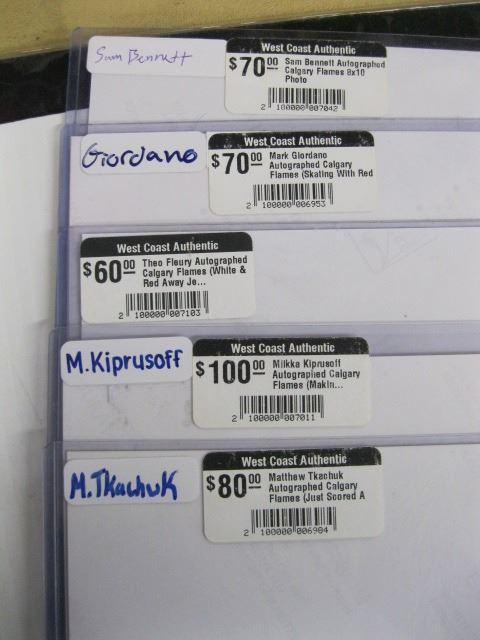 Sam Bennett
West Coast Authentic
$70.00 Sam Bennett Autographed
Calgary Flames 8x10
Photo
2 100000 007042
Giordano
West Coast Authentic
$70.00 Mark Giordano
Autographed Calgary
Flames (Skating With Red
2 100000 006953
West Coast Authentic
$60.00 Theo Fleury Autographed
Calgary Flames (White &
Red Away Je...
2 100000 007103
M. Kiprusoff
West Coast Authentic
$100.00 Miikka Kiprusoff
Autographed Calgary
Flames (Makin...
2 100000 007011
M. Tkachuk
West Coast Authentic
$80.00 Matthew Tkachuk
Autographed Calgary
Flames (Just Scored A
2 100000 006984